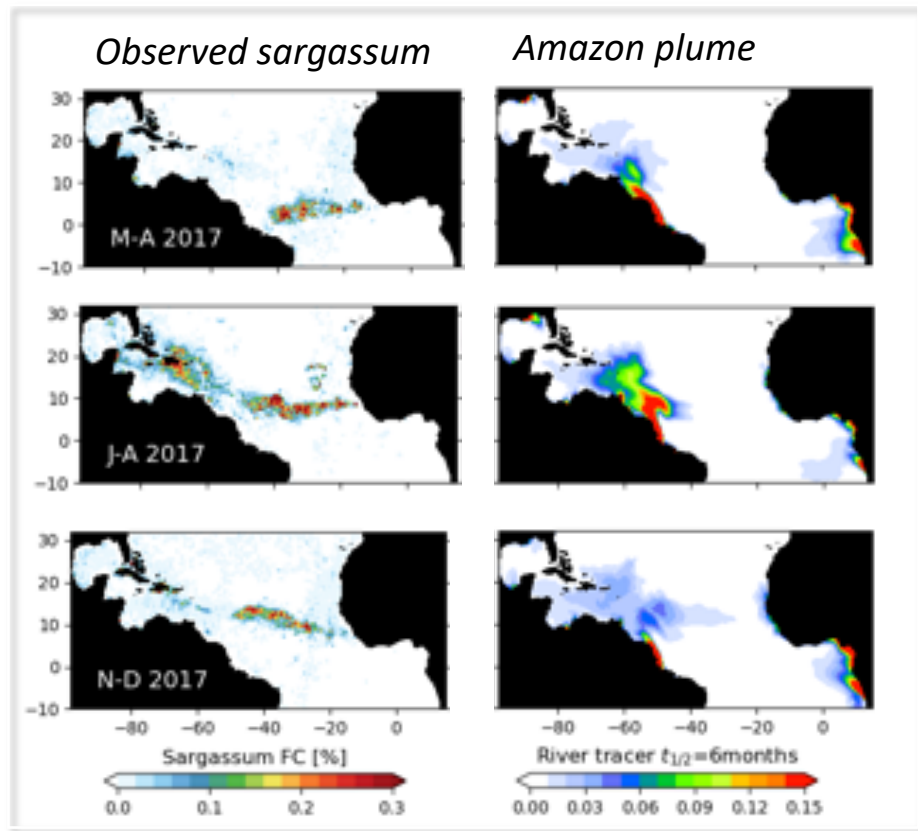 Observed sargassum
Amazon plume
30
20
10
0
−10
M-A 2017
30
20
10
0
−10
J-A 2017
30
20
10
0
−10
N-D 2017
−80 −60 −40 −20 0
−80 −60 −40 −20 0
Sargassum FC [%]
River tracer t1/2=6months
0.0 0.1 0.2 0.3
0.00 0.03 0.06 0.09 0.12 0.15